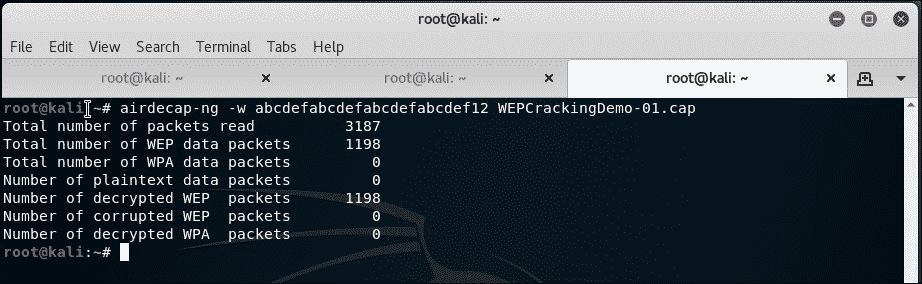 root@kali: ~
File Edit View Search Terminal Tabs Help
root@kali: ~ root@kali: ~ root@kali: ~
root@kali:~# airdecap-ng -w abcdefabcdefabcdefabcdef12 WEPCrackingDemo-01.cap
Total number of packets read 3187
Total number of WEP data packets 1198
Total number of WPA data packets 0
Number of plaintext data packets 0
Number of decrypted WEP packets 1198
Number of corrupted WEP packets 0
Number of decrypted WPA packets 0
root@kali:~#